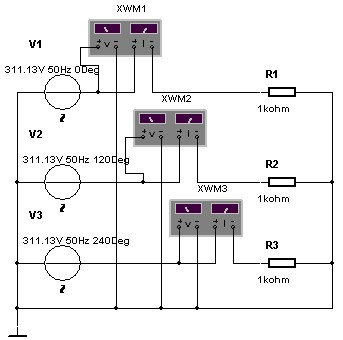 XWM1
V1
+ V - + I -
311.13V 50Hz 0Deg
R1
1kohm
XWM2
V2
+ V - + I -
311.13V 50Hz 120Deg
R2
1kohm
XWM3
V3
+ V - + I -
311.13V 50Hz 240Deg
R3
1kohm